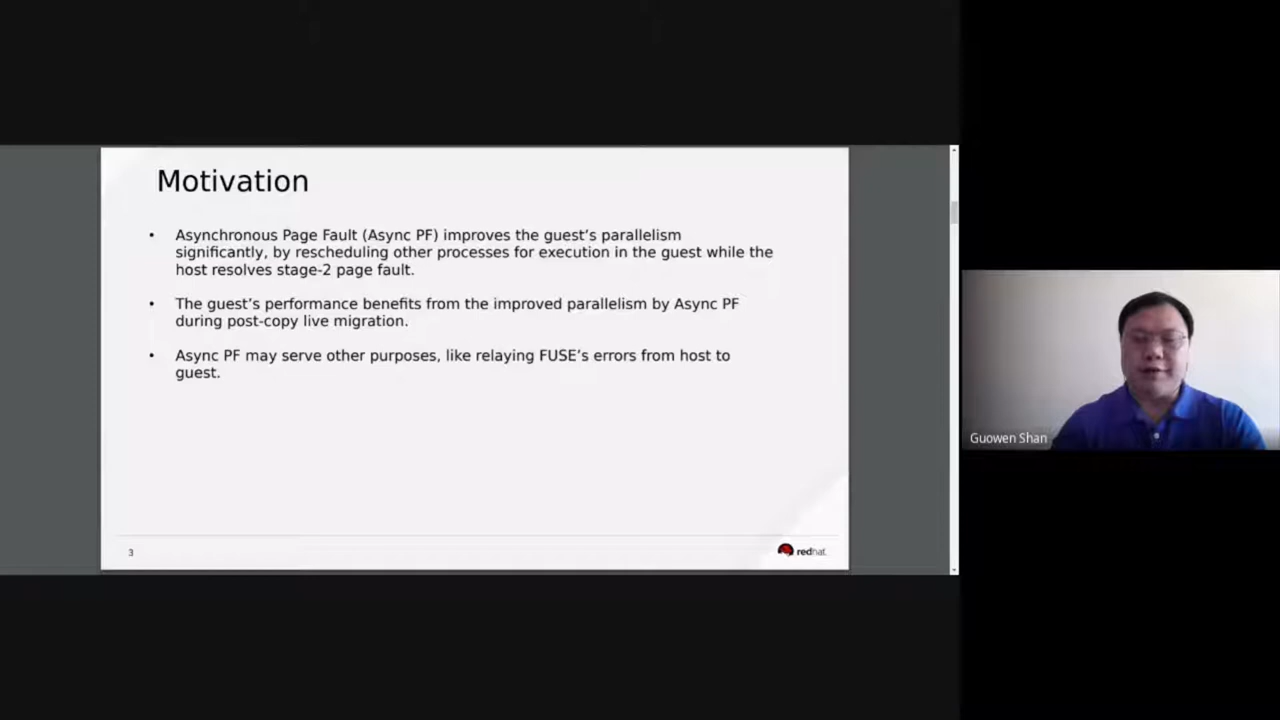 Motivation
• Asynchronous Page Fault (Async PF) improves the guest's parallelism
significantly, by rescheduling other processes for execution in the guest while the
host resolves stage-2 page fault.
• The guest's performance benefits from the improved parallelism by Async PF
during post-copy live migration.
• Async PF may serve other purposes, like relaying FUSE's errors from host to
guest.
3
redhat.
Guowen Shan